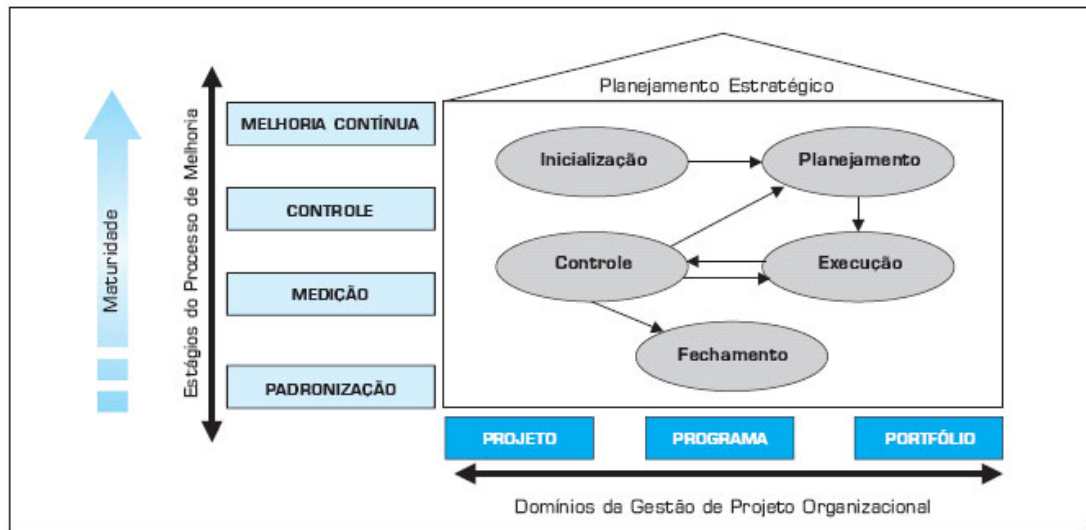 Maturidade
Estágios do Processo de Melhoria
MELHORIA CONTÍNUA
CONTROLE
MEDIÇÃO
PADRONIZAÇÃO
Planejamento Estratégico
Inicialização
Planejamento
Controle
Execução
Fechamento
PROJETO
PROGRAMA
PORTFÓLIO
Domínios da Gestão de Projeto Organizacional